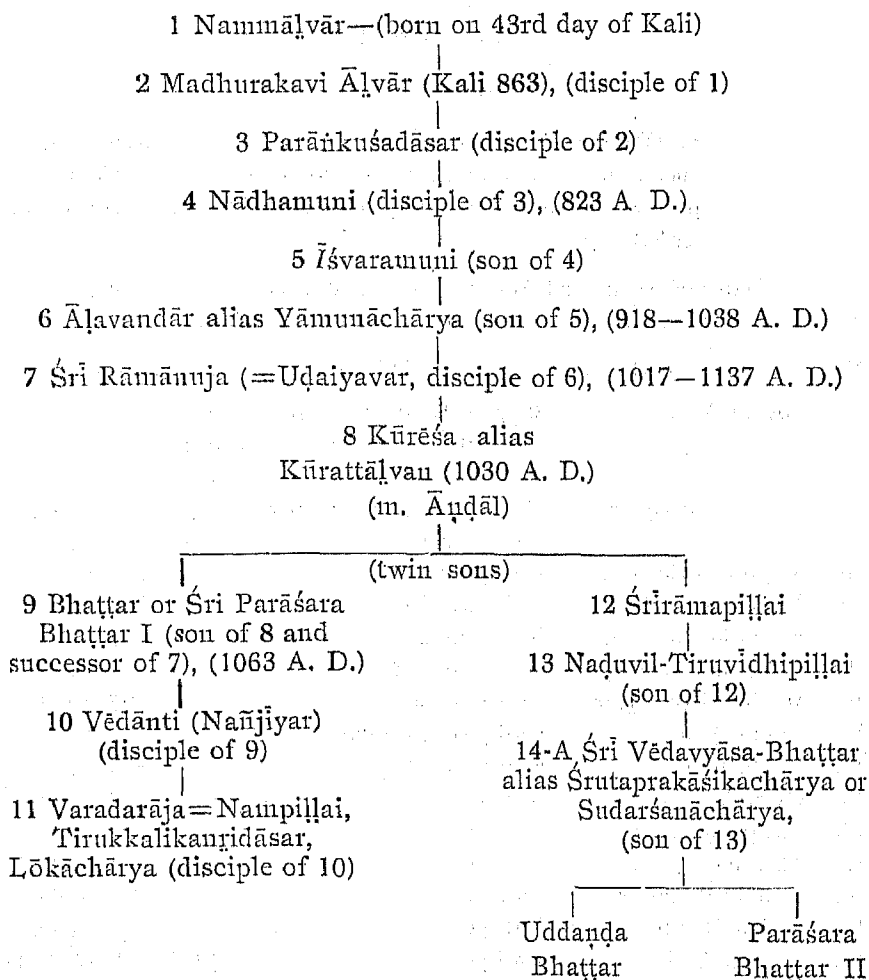 1 Nammāḻvār—(born on 43rd day of Kali)
2 Madhurakavi Āḻvār (Kali 863), (disciple of 1)
3 Parāṅkuśadāsar (disciple of 2)
4 Nādhamuni (disciple of 3), (823 A. D.)
5 Īśvaramuni (son of 4)
6 Āḷavandār alias Yāmunāchārya (son of 5), (918—1038 A. D.)
7 Śrī Rāmānuja (=Uḍaiyavar, disciple of 6), (1017—1137 A. D.)
8 Kūrēśa alias
Kūrattāḻvan (1030 A. D.)
(m. Āṇḍāḷ)
(twin sons)
9 Bhaṭṭar or Śrī Parāśara
Bhaṭṭar I (son of 8 and
successor of 7), (1063 A. D.)
10 Vēdānti (Nañjīyar)
(disciple of 9)
11 Varadarāja=Nampiḷḷai,
Tirukkalikanṟidāsar,
Lōkāchārya (disciple of 10)
12 Śrīrāmapiḷḷai
13 Naḍuvil-Tiruvīdhipiḷḷai
(son of 12)
14-A Śrī Vēdavyāsa-Bhaṭṭar
alias Śrutaprakāśikachārya or
Sudarśanāchārya,
(son of 13)
Uddaṇḍa Parāśara
Bhaṭṭar Bhaṭṭar II